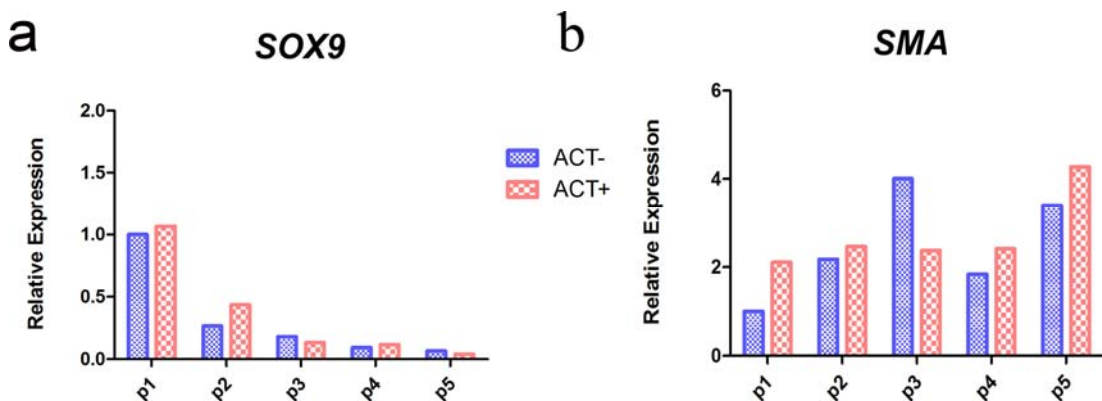 a
SOX9
Relative Expression
2.0
1.5
1.0
0.5
0.0
p1
p2
p3
p4
p5
ACT-
ACT+
b
SMA
Relative Expression
6
4
2
0
p1
p2
p3
p4
p5